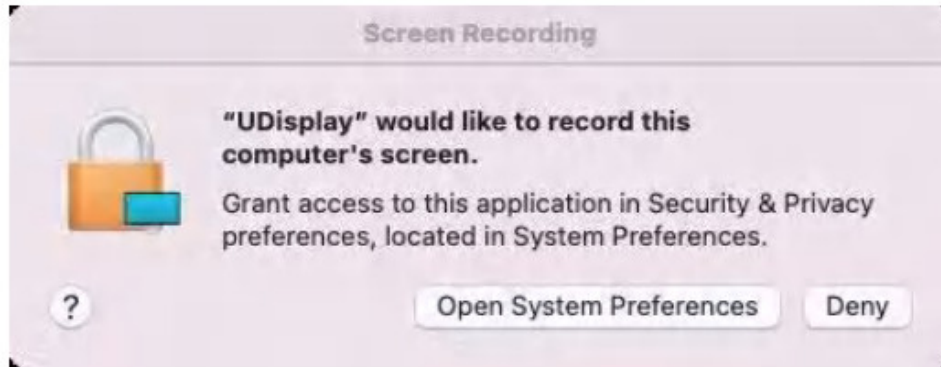 Screen Recording
"UDisplay" would like to record this
computer's screen.
Grant access to this application in Security & Privacy
preferences, located in System Preferences.
?
Open System Preferences
Deny